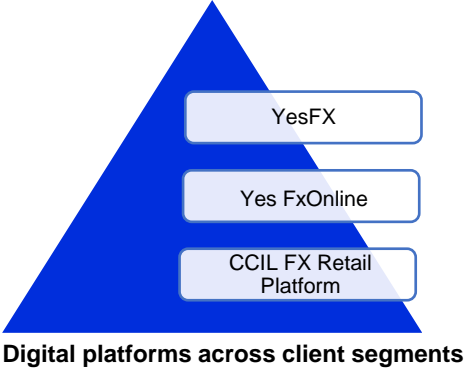 YesFX
Yes FxOnline
CCIL FX Retail
Platform
Digital platforms across client segments